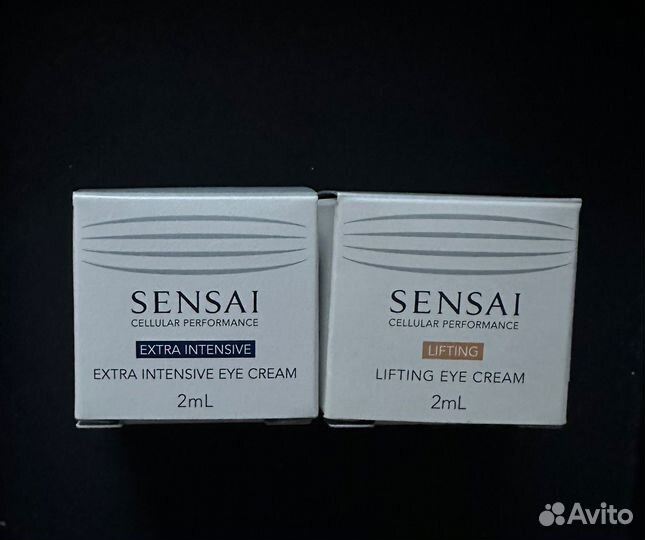 SENSAI
CELLULAR PERFORMANCE
EXTRA INTENSIVE
EXTRA INTENSIVE EYE CREAM
2mL
SENSAI
CELLULAR PERFORMANCE
LIFTING
LIFTING EYE CREAM
2mL
Avito